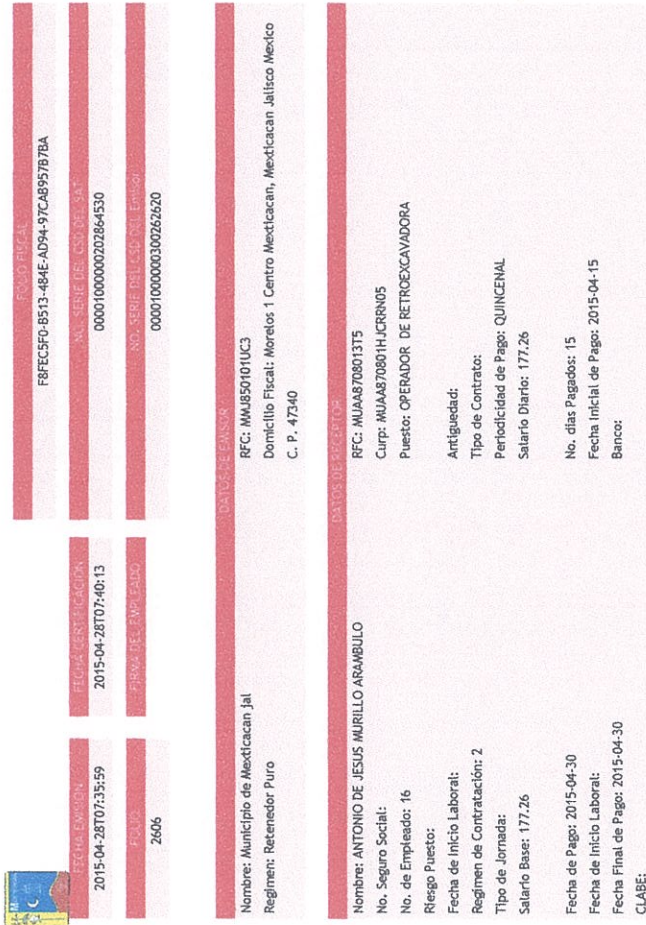 FOLIO FISCAL
F8FEC5F0-B513-484E-AD94-97CAB957B7BA
FECHA EMISION
2015-04-28T07:35:59
FECHA CERTIFICACION
2015-04-28T07:40:13
NO. SERIE DEL CSD DEL SAT
00001000000202864530
FOLIO
2606
FIRMA DEL EMPLEADO
NO. SERIE DEL CSD DEL Emisor
00001000000300262620
DATOS DE EMISOR
Nombre: Municipio de Mexticacan Jal
RFC: MMJ850101UC3
Regimen: Retenedor Puro
Domicilio Fiscal: Morelos 1 Centro Mexticacan, Mexticacan Jalisco Mexico
C. P. 47340
DATOS DE RECEPTOR
Nombre: ANTONIO DE JESUS MURILLO ARAMBULO
RFC: MUAA8708013T5
No. Seguro Social:
Curp: MUAA870801HJCRRN05
No. de Empleado: 16
Puesto: OPERADOR DE RETROEXCAVADORA
Riesgo Puesto:
Fecha de Inicio Laboral:
Antiguedad:
Regimen de Contratación: 2
Tipo de Contrato:
Tipo de Jornada:
Periodicidad de Pago: QUINCENAL
Salario Base: 177.26
Salario Diario: 177.26
Fecha de Pago: 2015-04-30
No. dias Pagados: 15
Fecha de Inicio Laboral:
Fecha Inicial de Pago: 2015-04-15
Fecha Final de Pago: 2015-04-30
Banco:
CLABE: